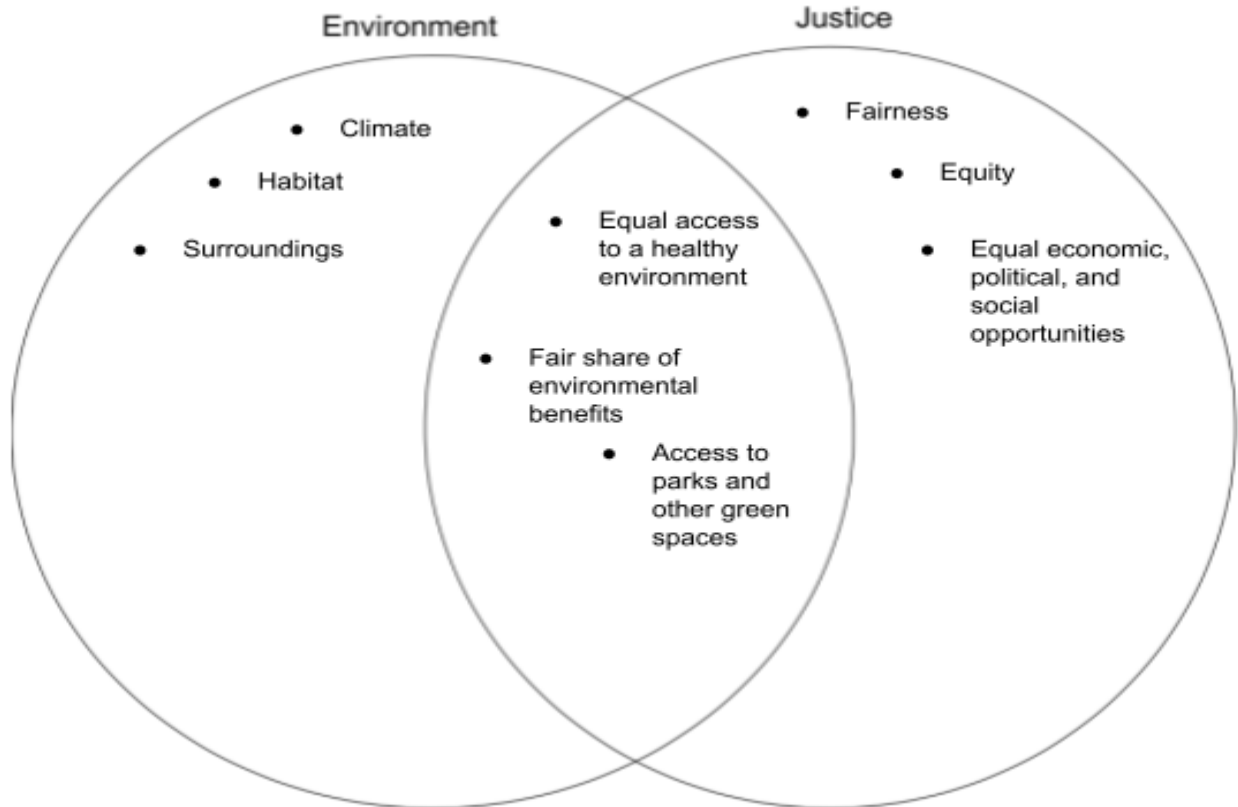 Environment
Justice
• Climate
• Habitat
• Surroundings
• Equal access
to a healthy
environment
• Fair share of
environmental
benefits
• Access to
parks and
other green
spaces
• Fairness
• Equity
• Equal economic,
political, and
social
opportunities